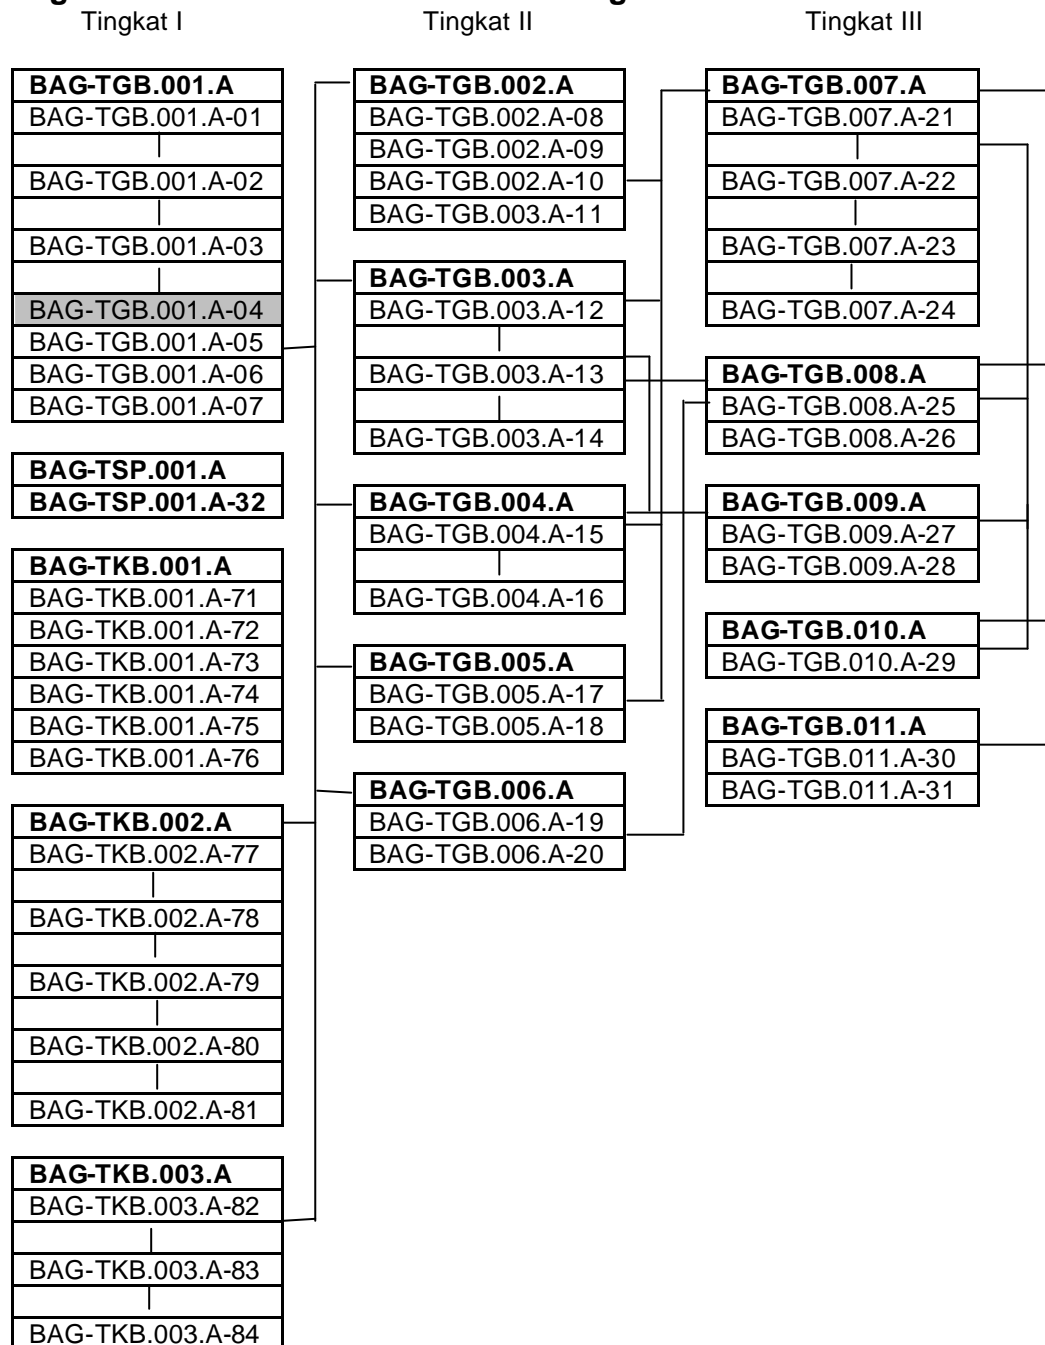 Tingkat I
BAG-TGB.001.A
BAG-TGB.001.A-01
BAG-TGB.001.A-02
BAG-TGB.001.A-03
BAG-TGB.001.A-04
BAG-TGB.001.A-05
BAG-TGB.001.A-06
BAG-TGB.001.A-07
BAG-TSP.001.A
BAG-TSP.001.A-32
BAG-TKB.001.A
BAG-TKB.001.A-71
BAG-TKB.001.A-72
BAG-TKB.001.A-73
BAG-TKB.001.A-74
BAG-TKB.001.A-75
BAG-TKB.001.A-76
BAG-TKB.002.A
BAG-TKB.002.A-77
BAG-TKB.002.A-78
BAG-TKB.002.A-79
BAG-TKB.002.A-80
BAG-TKB.002.A-81
BAG-TKB.003.A
BAG-TKB.003.A-82
BAG-TKB.003.A-83
BAG-TKB.003.A-84
Tingkat II
BAG-TGB.002.A
BAG-TGB.002.A-08
BAG-TGB.002.A-09
BAG-TGB.002.A-10
BAG-TGB.003.A-11
BAG-TGB.003.A
BAG-TGB.003.A-12
BAG-TGB.003.A-13
BAG-TGB.003.A-14
BAG-TGB.004.A
BAG-TGB.004.A-15
BAG-TGB.004.A-16
BAG-TGB.005.A
BAG-TGB.005.A-17
BAG-TGB.005.A-18
BAG-TGB.006.A
BAG-TGB.006.A-19
BAG-TGB.006.A-20
Tingkat III
BAG-TGB.007.A
BAG-TGB.007.A-21
BAG-TGB.007.A-22
BAG-TGB.007.A-23
BAG-TGB.007.A-24
BAG-TGB.008.A
BAG-TGB.008.A-25
BAG-TGB.008.A-26
BAG-TGB.009.A
BAG-TGB.009.A-27
BAG-TGB.009.A-28
BAG-TGB.010.A
BAG-TGB.010.A-29
BAG-TGB.011.A
BAG-TGB.011.A-30
BAG-TGB.011.A-31